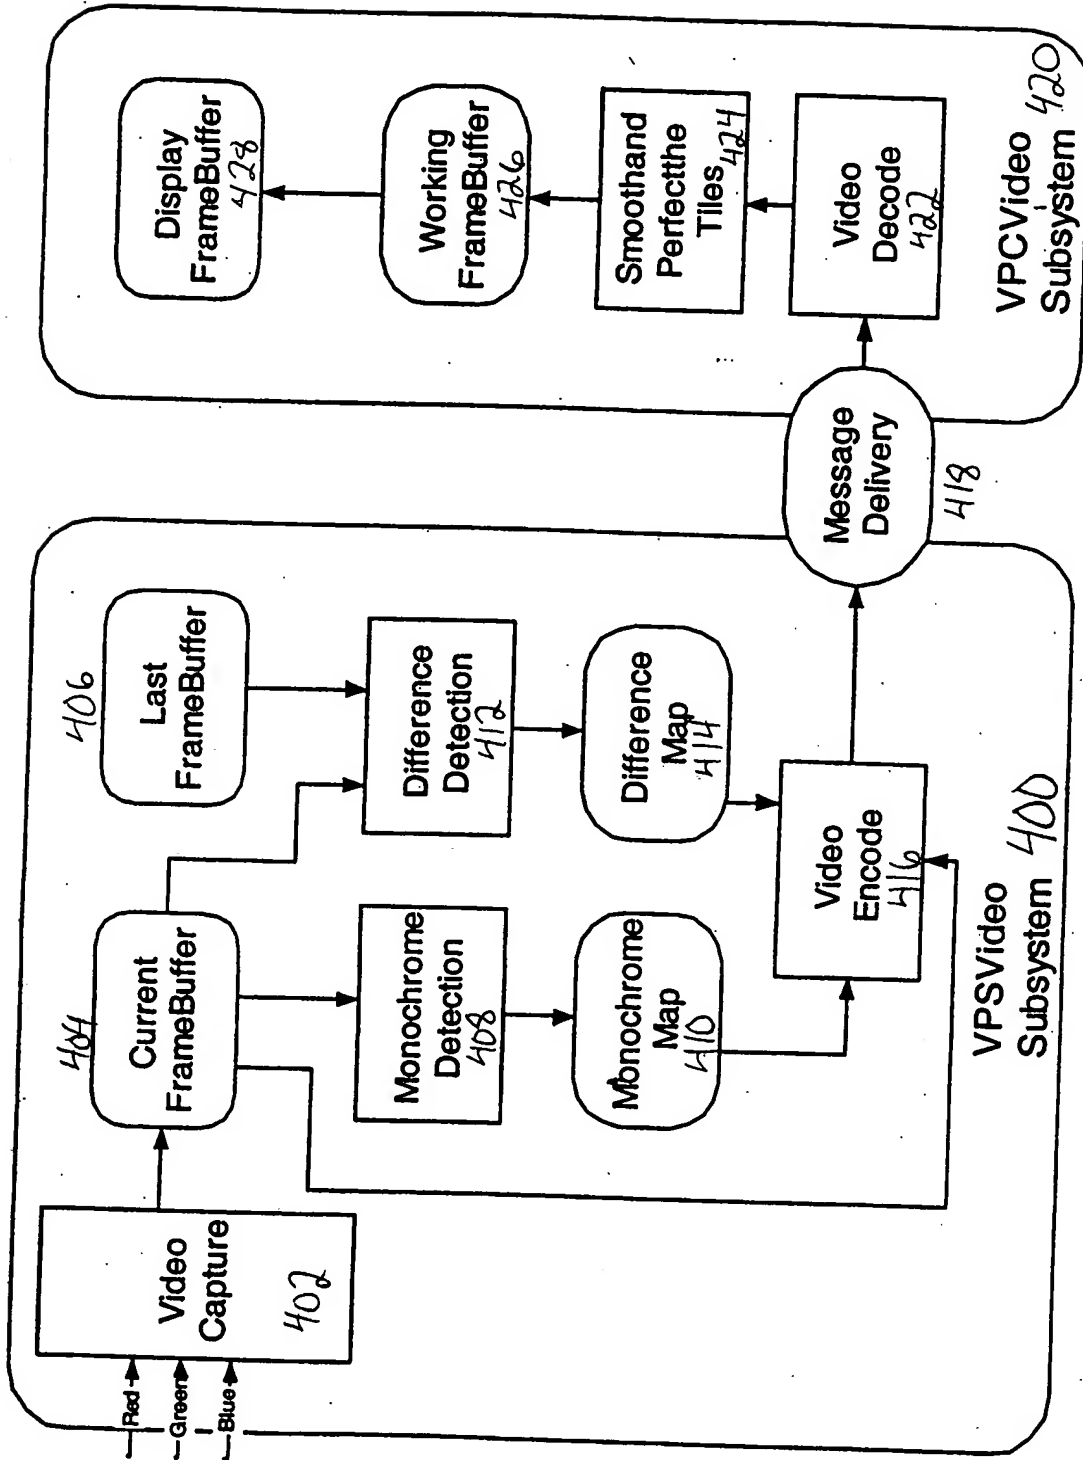 Red
Green
Blue
Video
Capture
402
404
Current
FrameBuffer
406
Last
FrameBuffer
Monochrome
Detection
408
Difference
Detection
412
Monochrome
Map
410
Difference
Map
414
Video
Encode
416
VPSVideo
Subsystem 400
Message
Delivery
418
Display
FrameBuffer
428
Working
FrameBuffer
426
Smoothand
Perfectthe
Tiles 424
Video
Decode
422
VPCVideo
Subsystem 420